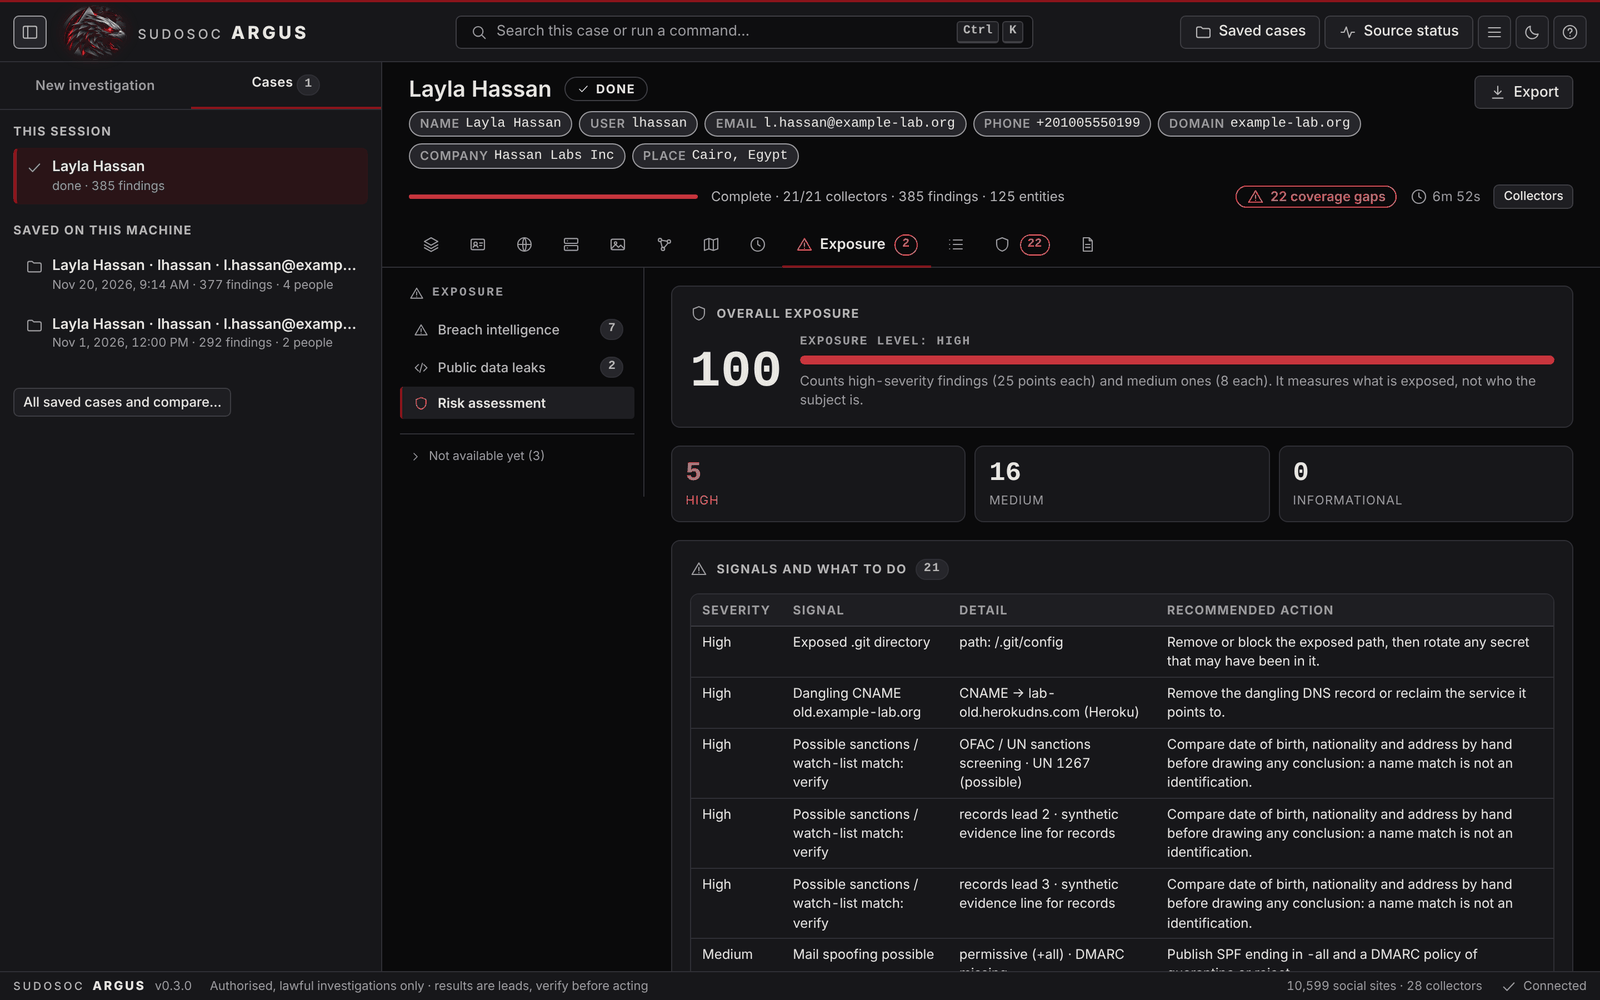 SUDOSOC ARGUS
Search this case or run a command...
Ctrl K
Saved cases
Source status
New investigation
Cases 1
THIS SESSION
Layla Hassan
done · 385 findings
SAVED ON THIS MACHINE
Layla Hassan · lhassan · l.hassan@examp...
Nov 20, 2026, 9:14 AM · 377 findings · 4 people
Layla Hassan · lhassan · l.hassan@examp...
Nov 1, 2026, 12:00 PM · 292 findings · 2 people
All saved cases and compare...
Layla Hassan
DONE
Export
NAME Layla Hassan
USER lhassan
EMAIL l.hassan@example-lab.org
PHONE +201005550199
DOMAIN example-lab.org
COMPANY Hassan Labs Inc
PLACE Cairo, Egypt
Complete · 21/21 collectors · 385 findings · 125 entities
22 coverage gaps
6m 52s
Collectors
Exposure 2
22
EXPOSURE
Breach intelligence 7
Public data leaks 2
Risk assessment
Not available yet (3)
OVERALL EXPOSURE
100
EXPOSURE LEVEL: HIGH
Counts high-severity findings (25 points each) and medium ones (8 each). It measures what is exposed, not who the
subject is.
5
HIGH
16
MEDIUM
0
INFORMATIONAL
SIGNALS AND WHAT TO DO 21
SEVERITY SIGNAL DETAIL RECOMMENDED ACTION
High
Exposed .git directory
path: /.git/config
Remove or block the exposed path, then rotate any secret
that may have been in it.
High
Dangling CNAME
old.example-lab.org
CNAME → lab-
old.herokudns.com (Heroku)
Remove the dangling DNS record or reclaim the service it
points to.
High
Possible sanctions /
watch-list match:
verify
OFAC / UN sanctions
screening · UN 1267
(possible)
Compare date of birth, nationality and address by hand
before drawing any conclusion: a name match is not an
identification.
High
Possible sanctions /
watch-list match:
verify
records lead 2 · synthetic
evidence line for records
Compare date of birth, nationality and address by hand
before drawing any conclusion: a name match is not an
identification.
High
Possible sanctions /
watch-list match:
verify
records lead 3 · synthetic
evidence line for records
Compare date of birth, nationality and address by hand
before drawing any conclusion: a name match is not an
identification.
Medium
Mail spoofing possible
permissive (+all) · DMARC
Publish SPF ending in -all and a DMARC policy of
SUDOSOC ARGUS v0.3.0
Authorised, lawful investigations only · results are leads, verify before acting
10,599 social sites · 28 collectors
Connected